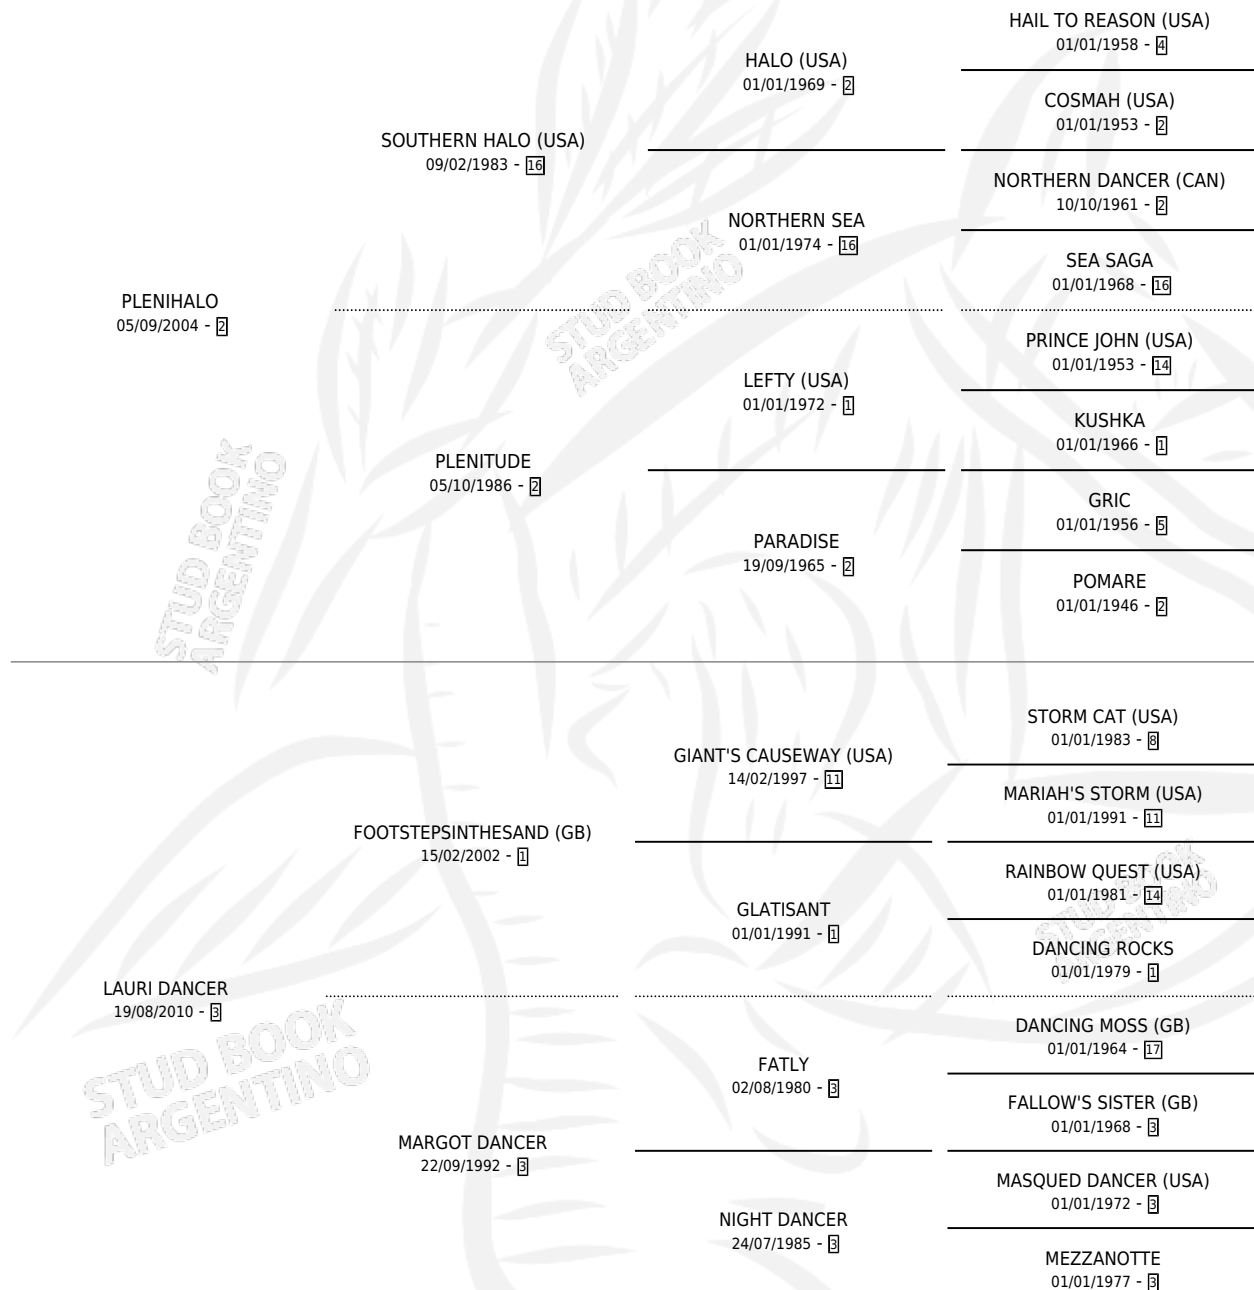 HAIL TO REASON (USA)
01/01/1958 - 4
HALO (USA)
01/01/1969 - 2
COSMAH (USA)
01/01/1953 - 2
SOUTHERN HALO (USA)
09/02/1983 - 16
NORTHERN DANCER (CAN)
10/10/1961 - 2
NORTHERN SEA
01/01/1974 - 16
SEA SAGA
01/01/1968 - 16
STUD BOOK
ARGENTINO
PLENIHALO
05/09/2004 - 2
PRINCE JOHN (USA)
01/01/1953 - 14
LEFTY (USA)
01/01/1972 - 1
KUSHKA
01/01/1966 - 1
PLENITUDE
05/10/1986 - 2
GRIC
01/01/1956 - 5
PARADISE
19/09/1965 - 2
POMARE
01/01/1946 - 2
STUD BOOK
ARGENTINO
STORM CAT (USA)
01/01/1983 - 8
GIANT'S CAUSEWAY (USA)
14/02/1997 - 11
MARIAH'S STORM (USA)
01/01/1991 - 11
FOOTSTEPSINTHESAND (GB)
15/02/2002 - 1
RAINBOW QUEST (USA)
01/01/1981 - 14
STUD BOOK
ARGENTINO
GLATISANT
01/01/1991 - 1
DANCING ROCKS
01/01/1979 - 1
LAURI DANCER
19/08/2010 - 3
STUD BOOK
ARGENTINO
DANCING MOSS (GB)
01/01/1964 - 17
FATLY
02/08/1980 - 3
FALLOW'S SISTER (GB)
01/01/1968 - 3
MARGOT DANCER
22/09/1992 - 3
MASQUED DANCER (USA)
01/01/1972 - 3
NIGHT DANCER
24/07/1985 - 3
MEZZANOTTE
01/01/1977 - 3